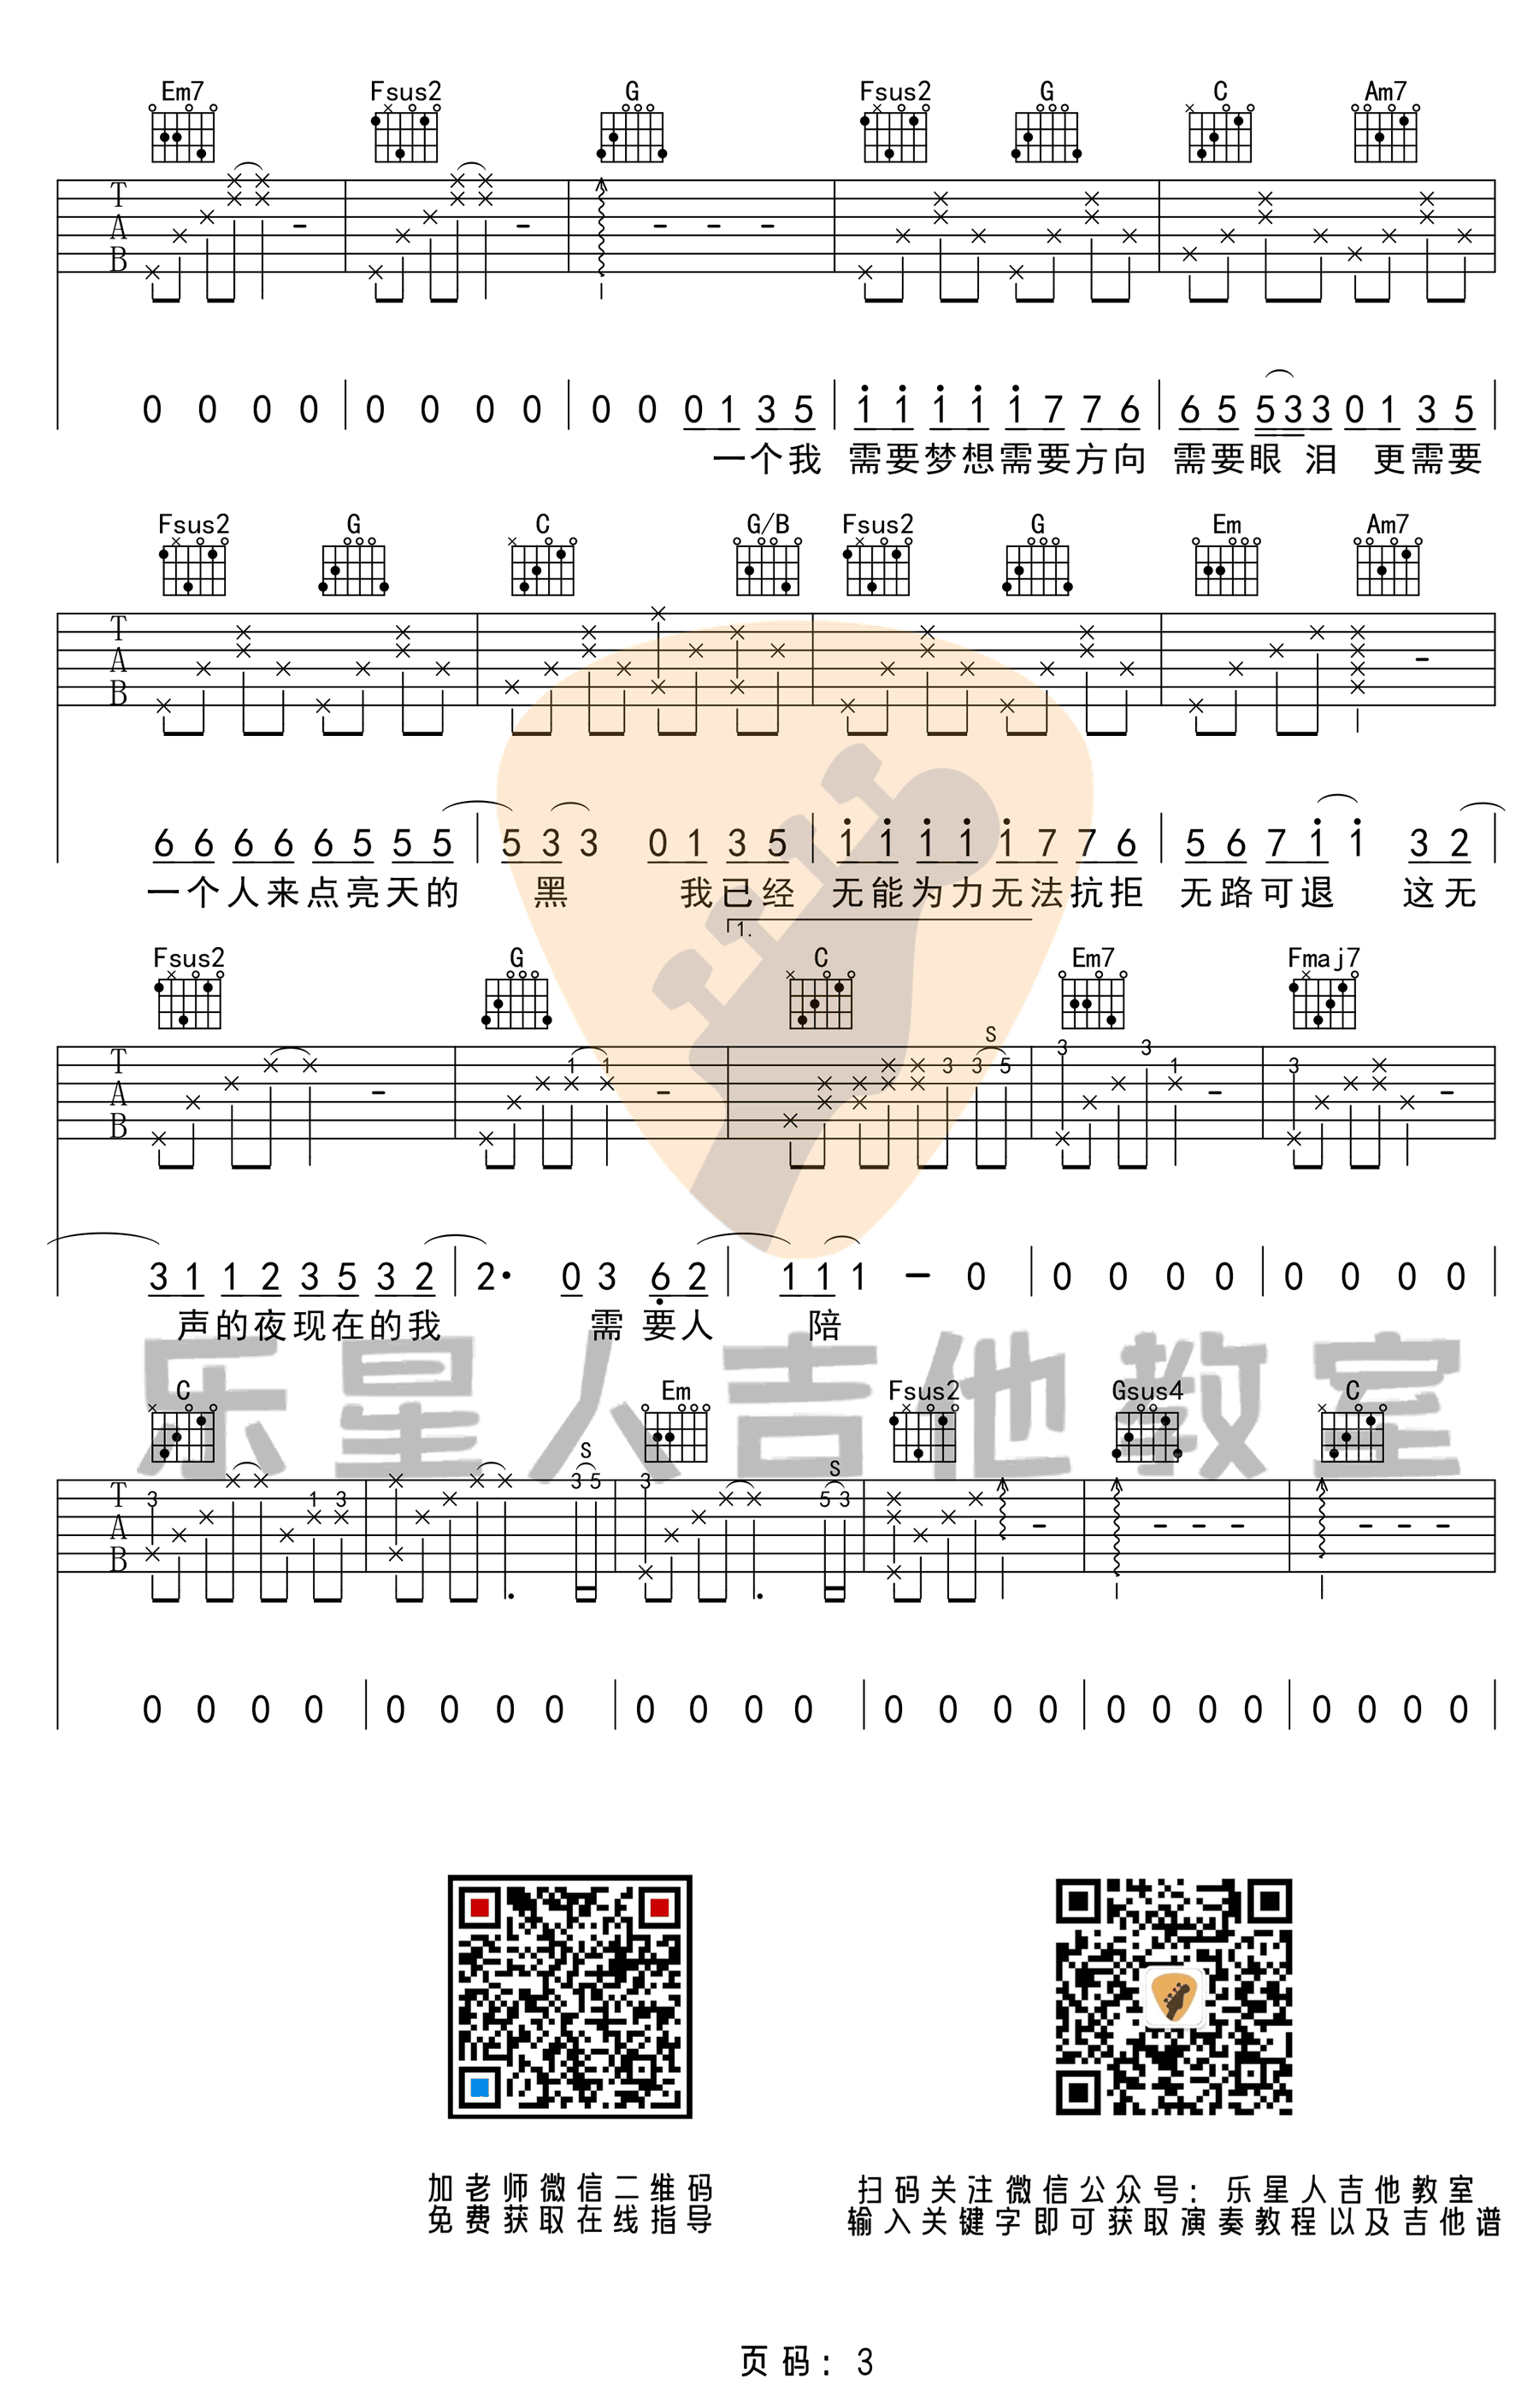 Em7 Fsus2 G Fsus2 G C Am7
T
A
B
0 0 0 0 0 0 0 0 0 0 0 1 3 5 1 1 1 1 1 7 7 6 6 5 5 3 3 0 1 3 5
一个我 需要梦想需要方向 需要眼 泪 更需要
Fsus2 G C G/B Fsus2 G Em Am7
T
A
B
6 6 6 6 6 5 5 5 5 3 3 0 1 3 5 1 1 1 1 1 7 7 6 5 6 7 1 1 3 2
一个人来点亮天的 黑 我已经 无能为力无法抗拒 无路可退 这无
1.
Fsus2 G C Em7 Fmaj7
S
T 1 1 3 3 5 3 3 1 3
A
B
3 1 1 2 3 5 3 2 2· 0 3 6 2 1 1 1 - 0 0 0 0 0 0 0 0 0
声的夜现在的我 需 要人 陪
乐星人吉他教室
C Em Fsus2 Gsus4 C
S S
T 3 1 3 3 5 3 5 3
A
B
0 0 0 0 0 0 0 0 0 0 0 0 0 0 0 0 0 0 0 0 0 0 0 0
加老师微信二维码
免费获取在线指导
扫码关注微信公众号：乐星人吉他教室
输入关键字即可获取演奏教程以及吉他谱
页码：3